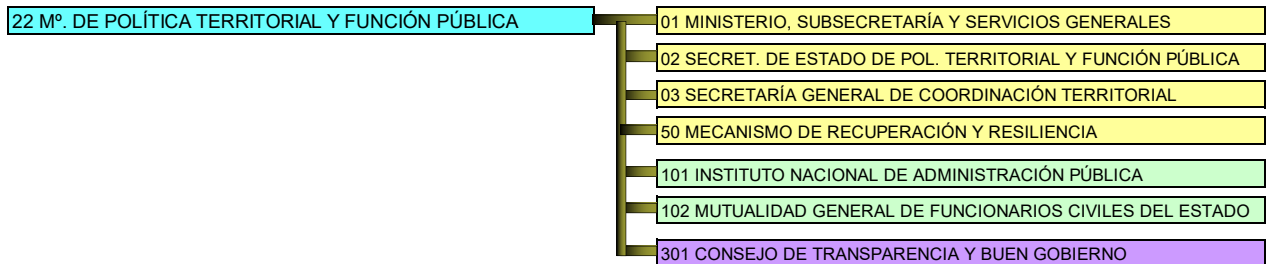 22 Mº. DE POLÍTICA TERRITORIAL Y FUNCIÓN PÚBLICA
01 MINISTERIO, SUBSECRETARÍA Y SERVICIOS GENERALES
02 SECRET. DE ESTADO DE POL. TERRITORIAL Y FUNCIÓN PÚBLICA
03 SECRETARÍA GENERAL DE COORDINACIÓN TERRITORIAL
50 MECANISMO DE RECUPERACIÓN Y RESILIENCIA
101 INSTITUTO NACIONAL DE ADMINISTRACIÓN PÚBLICA
102 MUTUALIDAD GENERAL DE FUNCIONARIOS CIVILES DEL ESTADO
301 CONSEJO DE TRANSPARENCIA Y BUEN GOBIERNO